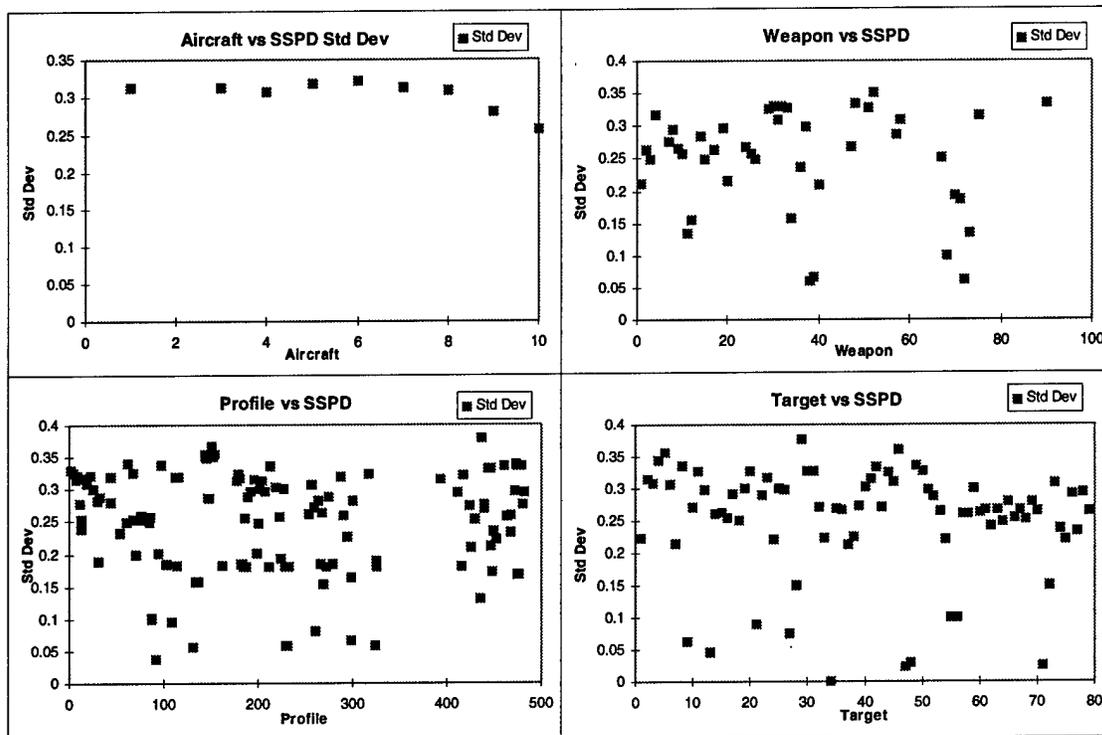 Aircraft vs SSPD Std Dev
Std Dev
0.35
0.3
0.25
0.2
0.15
0.1
0.05
0
Std Dev
0 2 4 6 8 10
Aircraft
Weapon vs SSPD
Std Dev
0.4
0.35
0.3
0.25
0.2
0.15
0.1
0.05
0
Std Dev
0 20 40 60 80 100
Weapon
Profile vs SSPD
Std Dev
0.4
0.35
0.3
0.25
0.2
0.15
0.1
0.05
0
Std Dev
0 100 200 300 400 500
Profile
Target vs SSPD
Std Dev
0.4
0.35
0.3
0.25
0.2
0.15
0.1
0.05
0
Std Dev
0 10 20 30 40 50 60 70 80
Target